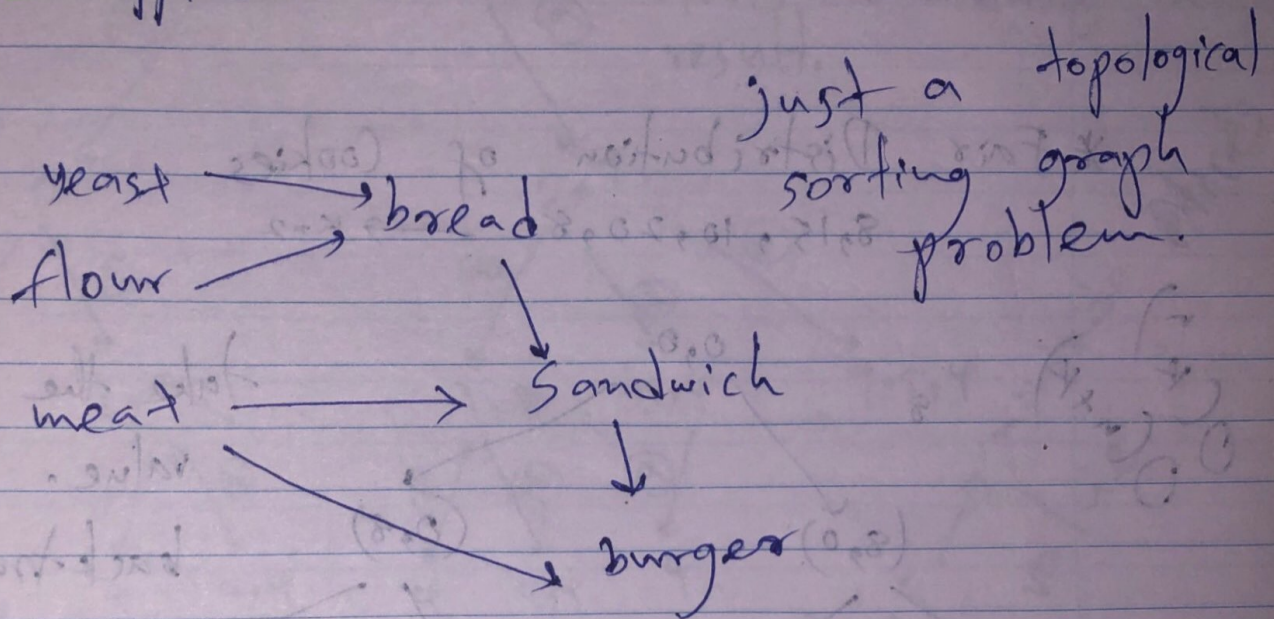 just a topological
sorting graph
problem.
yeast
bread
flour
meat
Sandwich
burger